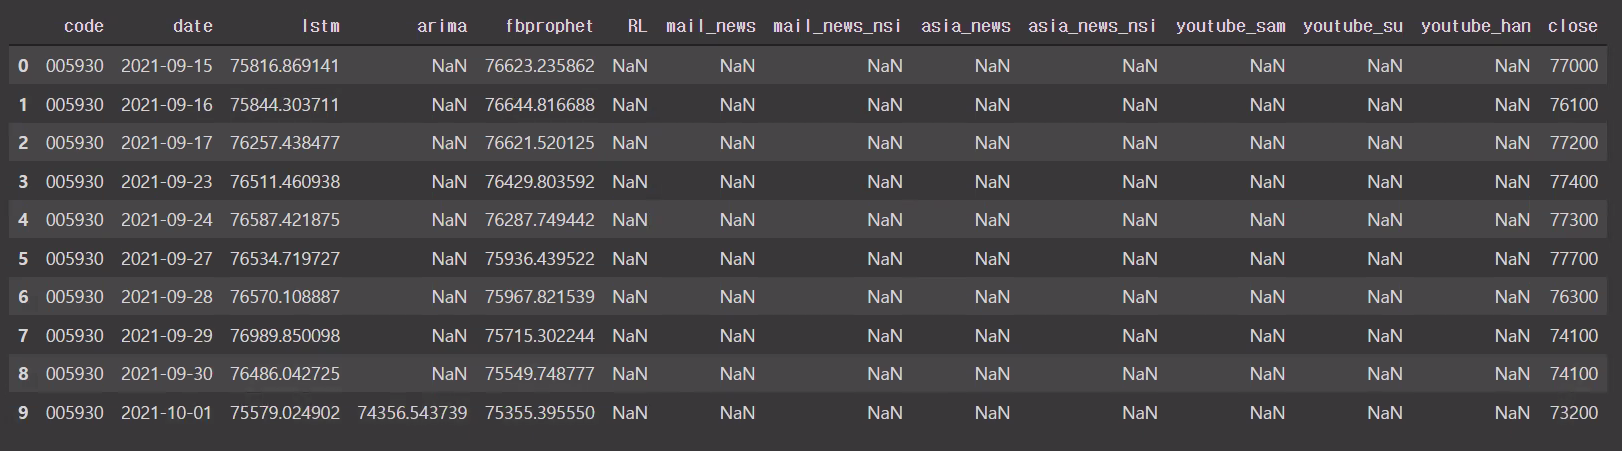 code date lstm arima fbprophet RL mail_news mail_news_nsi asia_news asia_news_nsi youtube_sam youtube_su youtube_han close
0 005930 2021-09-15 75816.869141 NaN 76623.235862 NaN NaN NaN NaN NaN NaN NaN NaN 77000
1 005930 2021-09-16 75844.303711 NaN 76644.816688 NaN NaN NaN NaN NaN NaN NaN NaN 76100
2 005930 2021-09-17 76257.438477 NaN 76621.520125 NaN NaN NaN NaN NaN NaN NaN NaN 77200
3 005930 2021-09-23 76511.460938 NaN 76429.803592 NaN NaN NaN NaN NaN NaN NaN NaN 77400
4 005930 2021-09-24 76587.421875 NaN 76287.749442 NaN NaN NaN NaN NaN NaN NaN NaN 77300
5 005930 2021-09-27 76534.719727 NaN 75936.439522 NaN NaN NaN NaN NaN NaN NaN NaN 77700
6 005930 2021-09-28 76570.108887 NaN 75967.821539 NaN NaN NaN NaN NaN NaN NaN NaN 76300
7 005930 2021-09-29 76989.850098 NaN 75715.302244 NaN NaN NaN NaN NaN NaN NaN NaN 74100
8 005930 2021-09-30 76486.042725 NaN 75549.748777 NaN NaN NaN NaN NaN NaN NaN NaN 74100
9 005930 2021-10-01 75579.024902 74356.543739 75355.395550 NaN NaN NaN NaN NaN NaN NaN NaN 73200